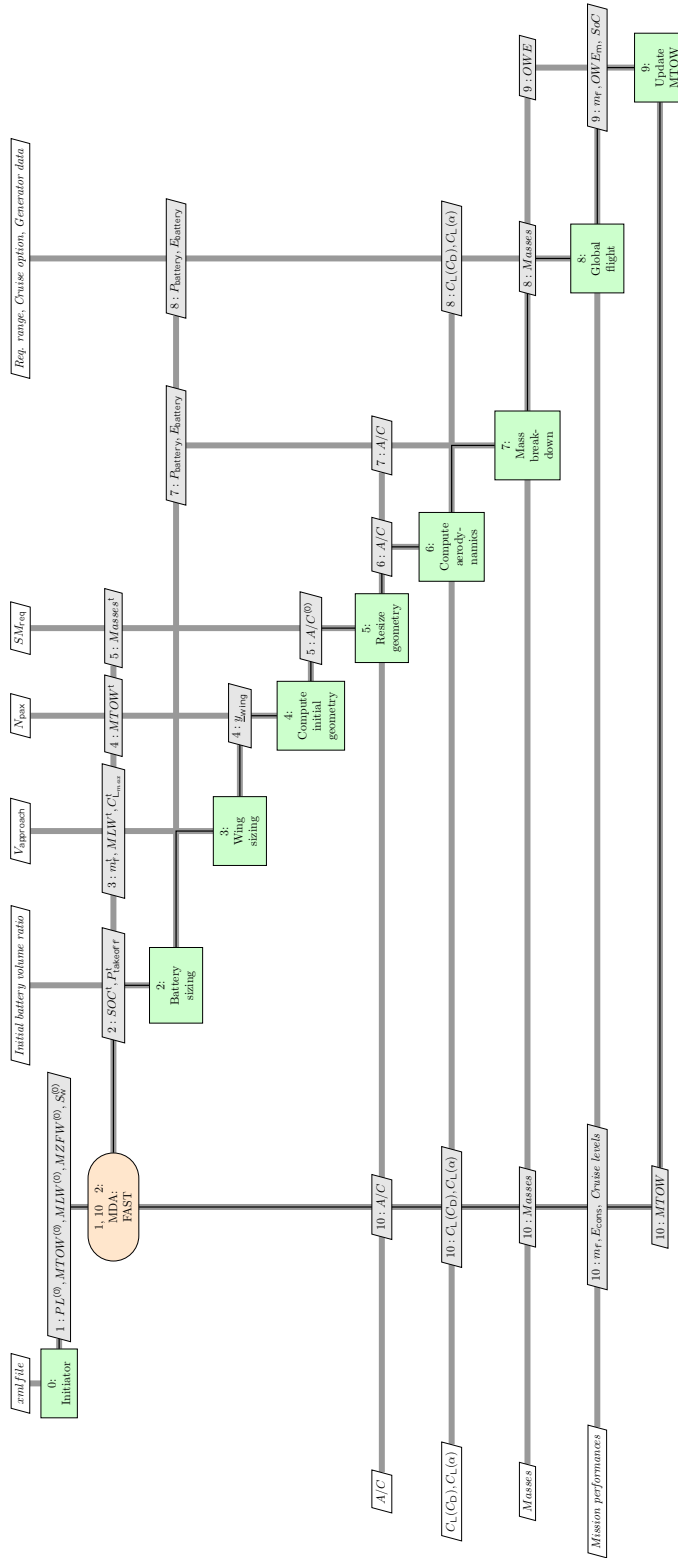 xmlfile
Initial battery volume ratio
V_approach
N_pax
SM_req
Req. range, Cruise option, Generator data
0:
Initiator
1 : PL^(0), MTOW^(0), MLW^(0), MZFW^(0), S_w^(0)
1, 10 2:
MDA:
FAST
2 : SOC^t, P^t_takeoff
3 : m_f^t, MLW^t, C^t_L_max
4 : MTOW^t
5 : Masses^t
2:
Battery
sizing
7 : P_battery, E_battery
8 : P_battery, E_battery
3:
Wing
sizing
4 : y_wing
4:
Compute
initial
geometry
5 : A/C^(0)
A/C
10 : A/C
5:
Resize
geometry
6 : A/C
7 : A/C
C_L(C_D), C_L(α)
10 : C_L(C_D), C_L(α)
6:
Compute
aerody-
namics
8 : C_L(C_D), C_L(α)
Masses
10 : Masses
7:
Mass
break-
down
8 : Masses
9 : OWE
Mission performances
10 : m_f, E_cons, Cruise levels
8:
Global
flight
9 : m_f, OWE_m, SoC
10 : MTOW
9:
Update
MTOW